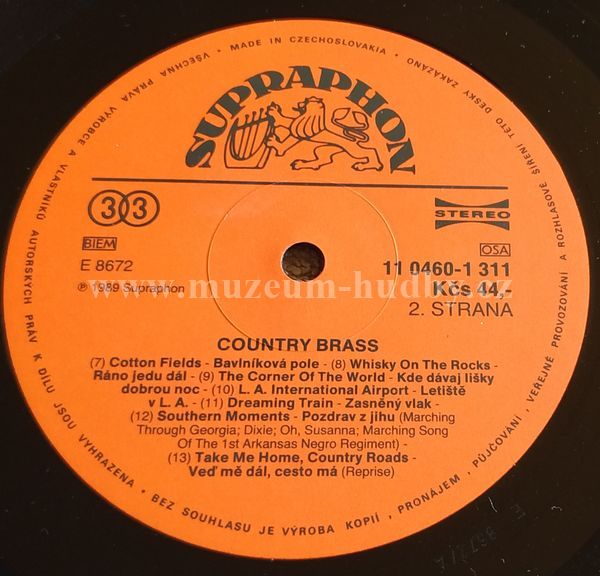 VŠECHNA PRÁVA VÝROBCE A VLASTNÍKŮ AUTORSKÝCH PRÁV K DÍLU JSOU VYHRAZENA • BEZ SOUHLASU JE VÝROBA KOPIÍ, PRONÁJEM, PŮJČOVÁNÍ, VEŘEJNÉ PROVOZOVÁNÍ A ROZHLASOVÉ ŠÍŘENÍ TÉTO DESKY ZAKÁZÁNO • MADE IN CZECHOSLOVAKIA •
SUPRAPHON
33
STEREO
BIEM
OSA
E 8672
11 0460-1 311
℗ 1989 Supraphon
Kčs 44,-
www.muzeum-hudby.cz
2. STRANA
COUNTRY BRASS
(7) Cotton Fields - Bavlníková pole - (8) Whisky On The Rocks -
Ráno jedu dál - (9) The Corner Of The World - Kde dávaj lišky
dobrou noc - (10) L. A. International Airport - Letiště
v L. A. - (11) Dreaming Train - Zasněný vlak -
(12) Southern Moments - Pozdrav z jihu (Marching
Through Georgia; Dixie; Oh, Susanna; Marching Song
Of The 1st Arkansas Negro Regiment) -
(13) Take Me Home, Country Roads -
Veď mě dál, cesto má (Reprise)